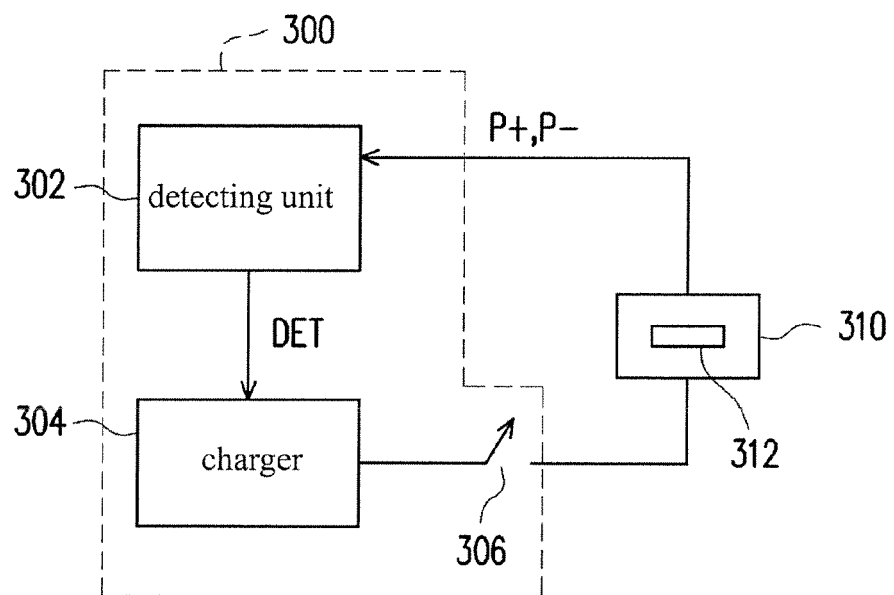 300
P+,P-
302
detecting unit
310
DET
304
charger
312
306